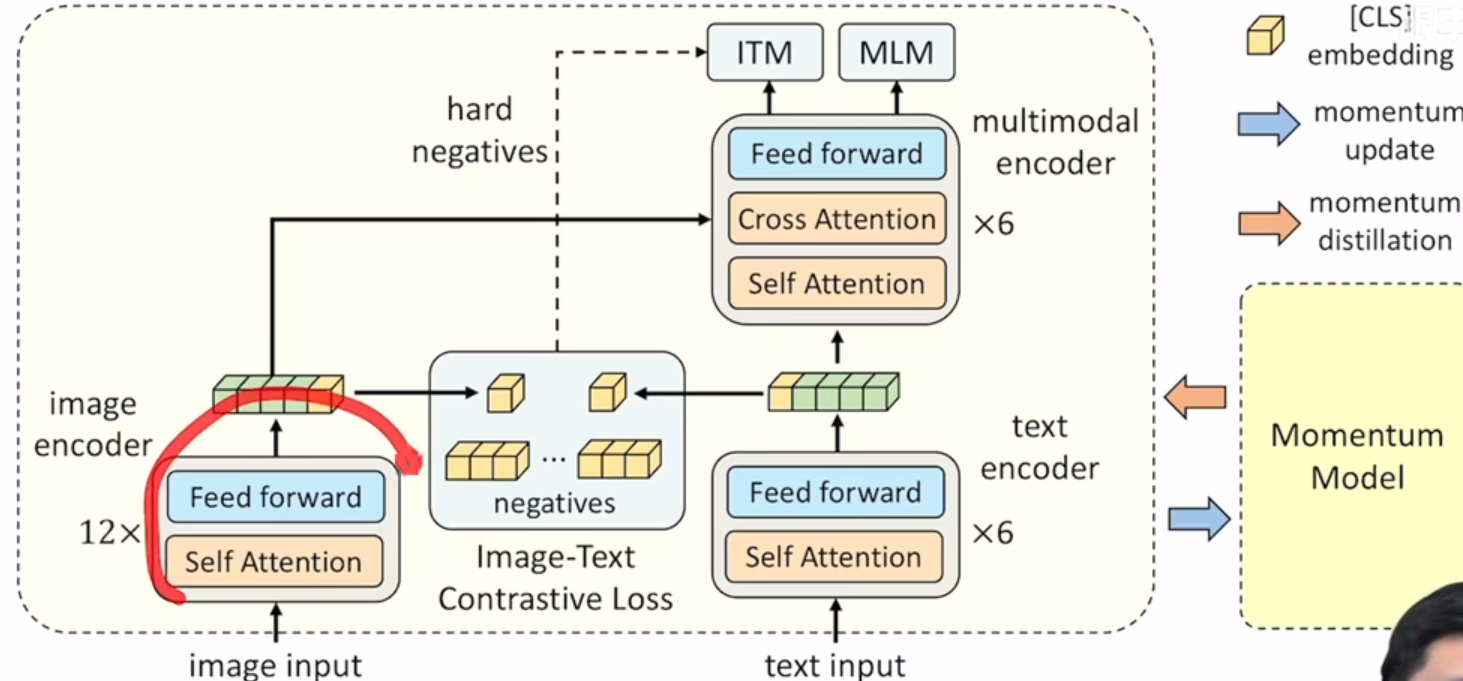 ITM
MLM
hard
negatives
Feed forward
Cross Attention
Self Attention
multimodal
encoder
×6
image
encoder
12×
Feed forward
Self Attention
image input
...
negatives
Image-Text
Contrastive Loss
text
encoder
Feed forward
Self Attention
×6
text input
[CLS]
embedding
momentum
update
momentum
distillation
Momentum
Model